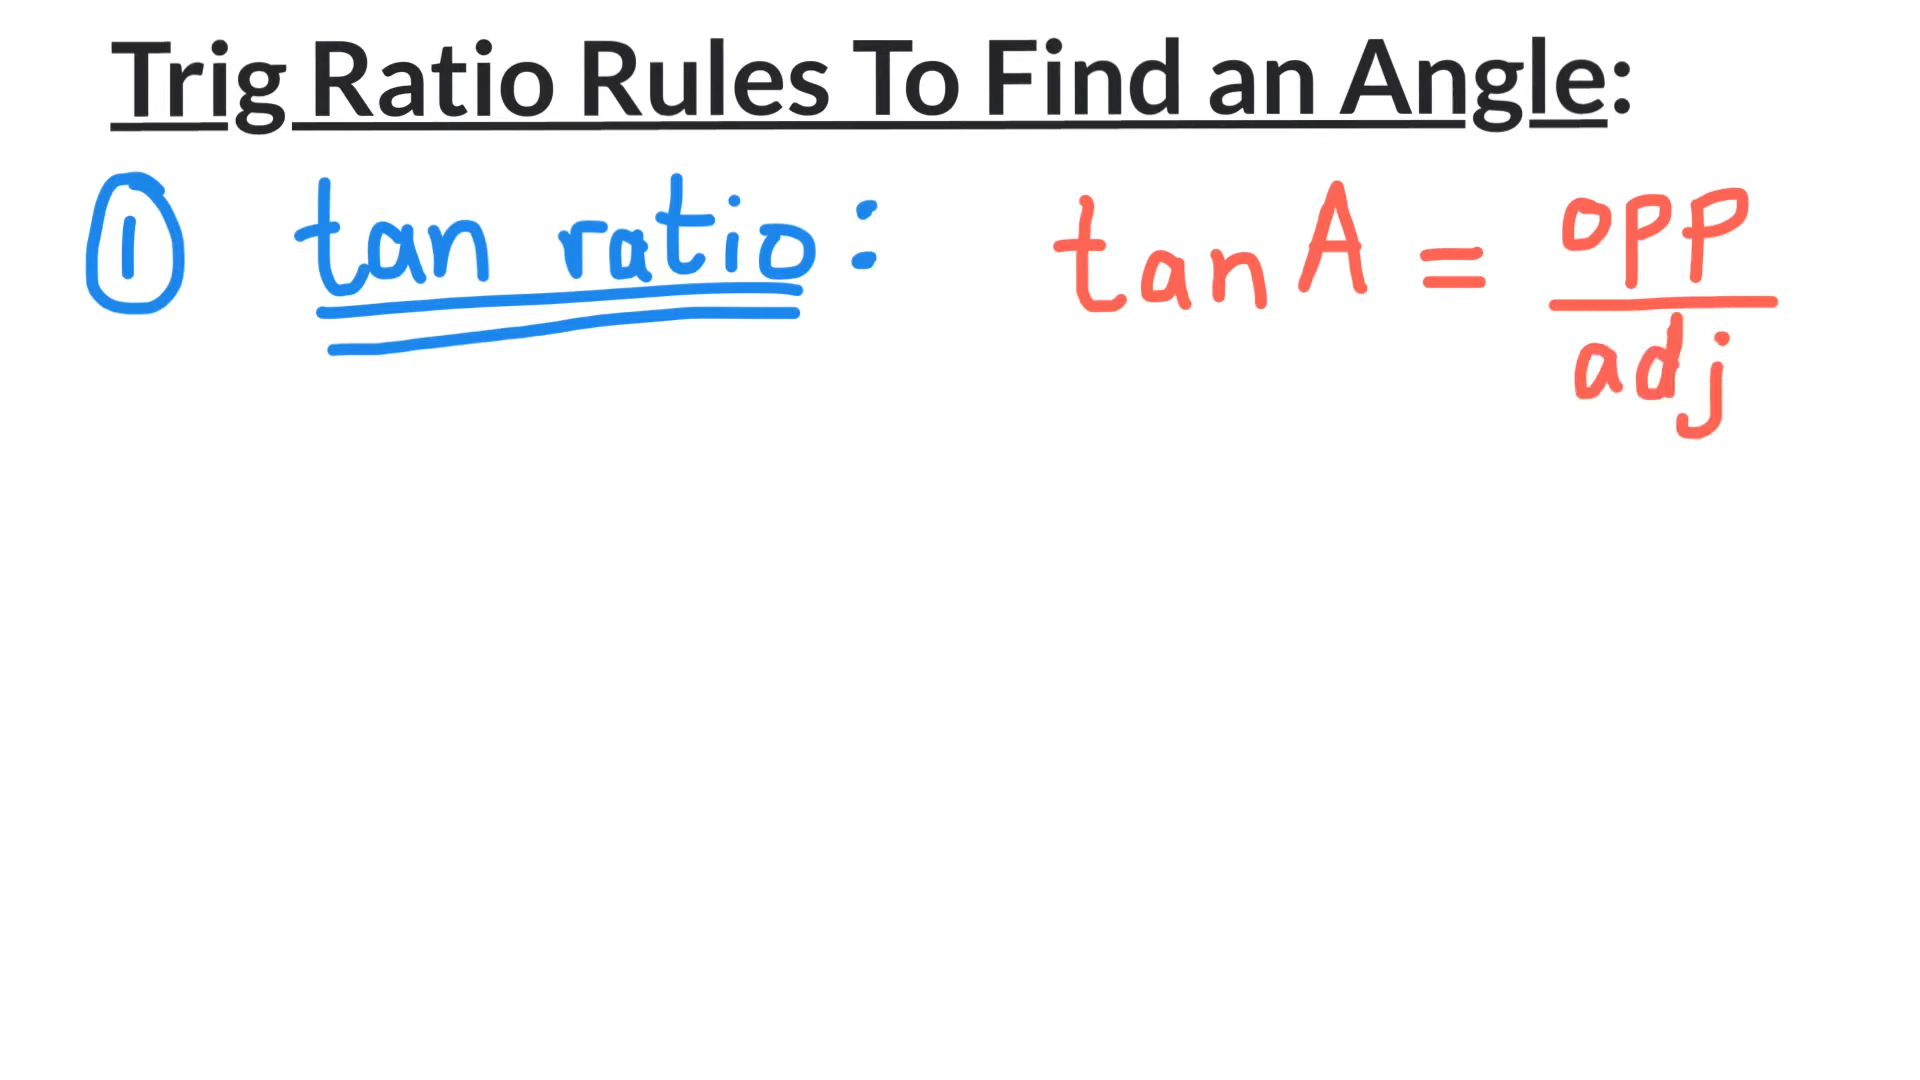 Trig Ratio Rules To Find an Angle:
① tan ratio: tan A = opp/adj